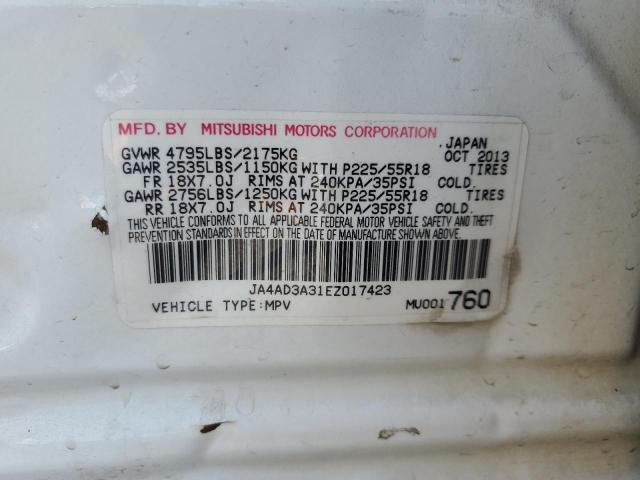 MFD. BY MITSUBISHI MOTORS CORPORATION
, JAPAN
GVWR 4795LBS/2175KG OCT 2013
GAWR 2535LBS/1150KG WITH P225/55R18 TIRES
FR 18X7.0J RIMS AT 240KPA/35PSI COLD.
GAWR 2756LBS/1250KG WITH P225/55R18 TIRES
RR 18X7.0J RIMS AT 240KPA/35PSI COLD.
THIS VEHICLE CONFORMS TO ALL APPLICABLE FEDERAL MOTOR VEHICLE SAFETY AND THEFT
PREVENTION STANDARDS IN EFFECT ON THE DATE OF MANUFACTURE SHOWN ABOVE.
JA4AD3A31EZ017423
VEHICLE TYPE:MPV MU001760